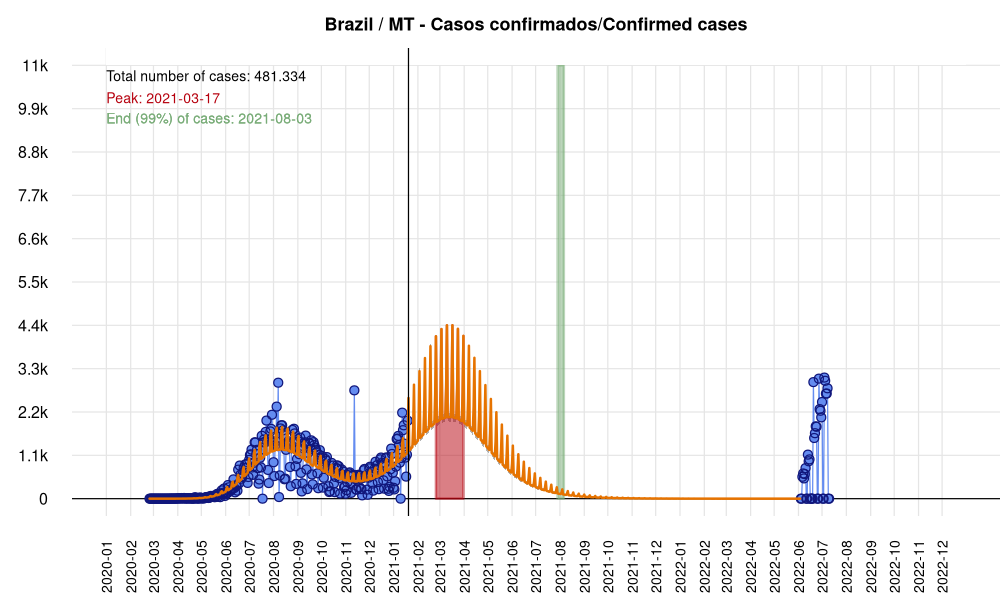 Brazil / MT - Casos confirmados/Confirmed cases
Total number of cases: 481.334
Peak: 2021-03-17
End (99%) of cases: 2021-08-03
11k
9.9k
8.8k
7.7k
6.6k
5.5k
4.4k
3.3k
2.2k
1.1k
0
2020-01
2020-02
2020-03
2020-04
2020-05
2020-06
2020-07
2020-08
2020-09
2020-10
2020-11
2020-12
2021-01
2021-02
2021-03
2021-04
2021-05
2021-06
2021-07
2021-08
2021-09
2021-10
2021-11
2021-12
2022-01
2022-02
2022-03
2022-04
2022-05
2022-06
2022-07
2022-08
2022-09
2022-10
2022-11
2022-12